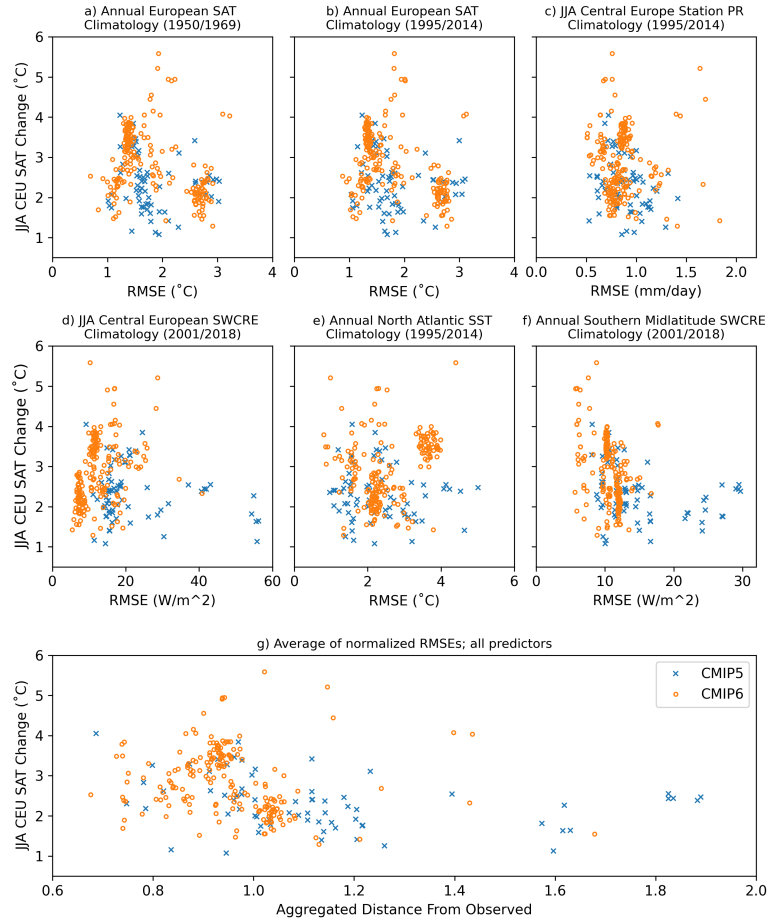 a) Annual European SAT
Climatology (1950/1969)
b) Annual European SAT
Climatology (1995/2014)
c) JJA Central Europe Station PR
Climatology (1995/2014)
JJA CEU SAT Change (˚C)
6
5
4
3
2
1
0 1 2 3 4
0 1 2 3 4
0.0 0.5 1.0 1.5 2.0
RMSE (˚C)
RMSE (˚C)
RMSE (mm/day)
d) JJA Central European SWCRE
Climatology (2001/2018)
e) Annual North Atlantic SST
Climatology (1995/2014)
f) Annual Southern Midlatitude SWCRE
Climatology (2001/2018)
JJA CEU SAT Change (˚C)
6
5
4
3
2
1
0 20 40 60
0 2 4 6
0 10 20 30
RMSE (W/m^2)
RMSE (˚C)
RMSE (W/m^2)
g) Average of normalized RMSEs; all predictors
JJA CEU SAT Change (˚C)
6
5
4
3
2
1
CMIP5
CMIP6
0.6 0.8 1.0 1.2 1.4 1.6 1.8 2.0
Aggregated Distance From Observed